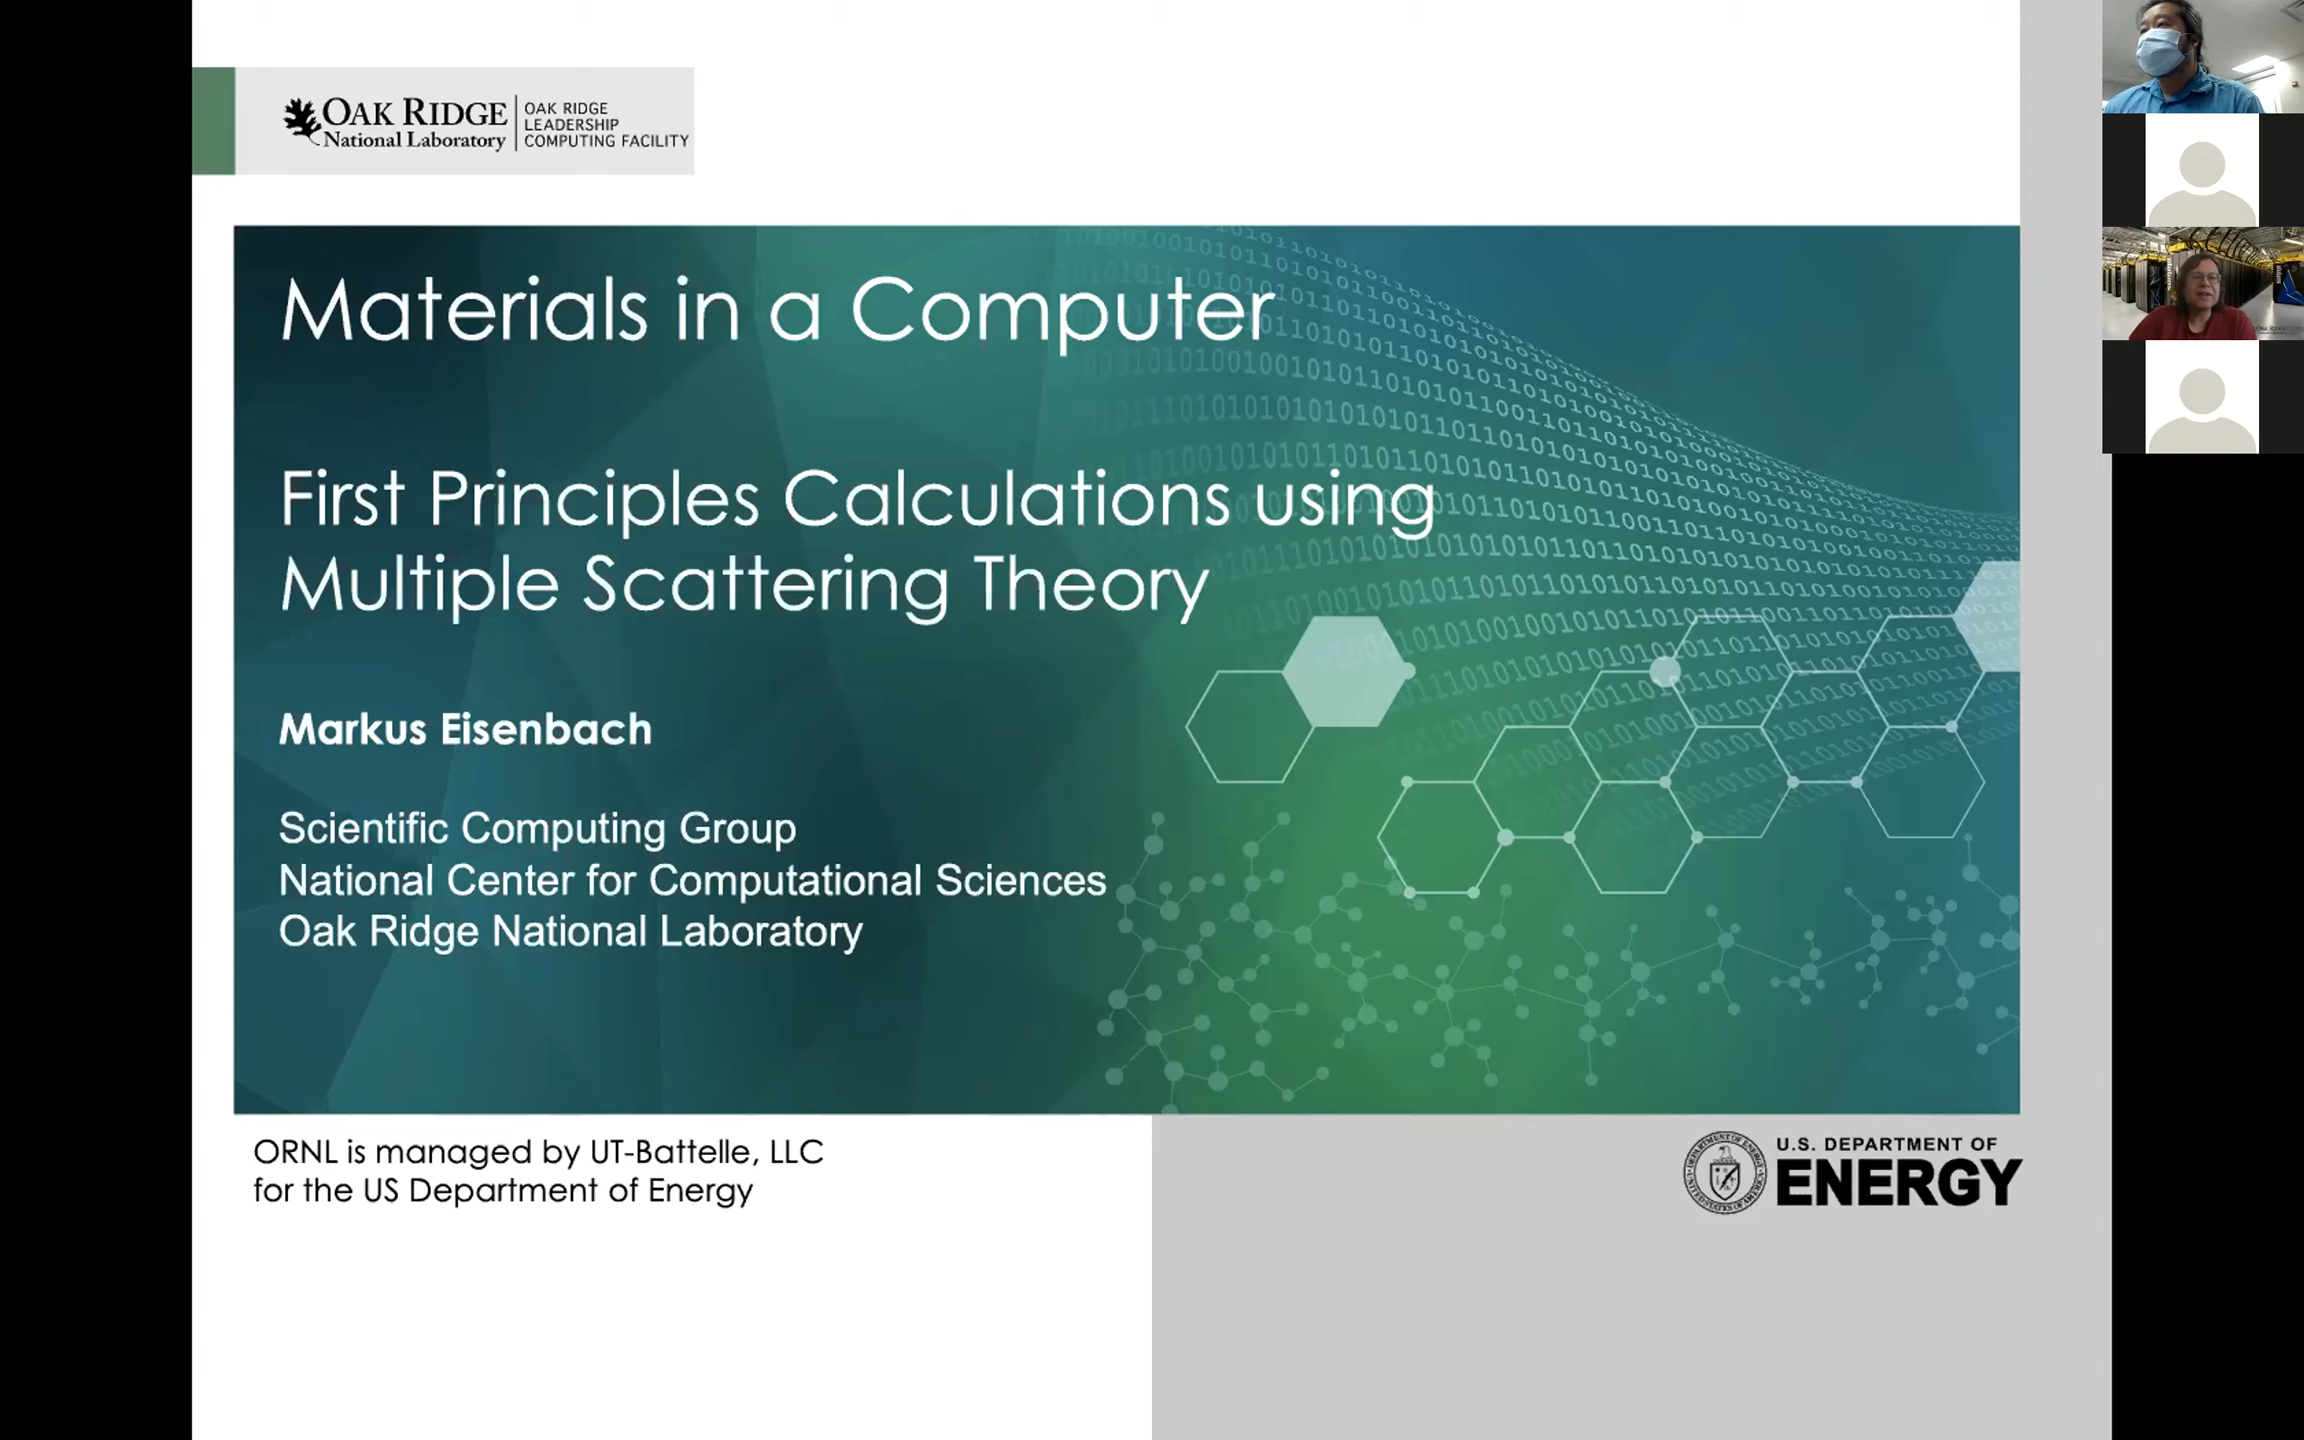 OAK RIDGE
National Laboratory
OAK RIDGE
LEADERSHIP
COMPUTING FACILITY
Materials in a Computer
First Principles Calculations using
Multiple Scattering Theory
Markus Eisenbach
Scientific Computing Group
National Center for Computational Sciences
Oak Ridge National Laboratory
ORNL is managed by UT-Battelle, LLC
for the US Department of Energy
U.S. DEPARTMENT OF
ENERGY